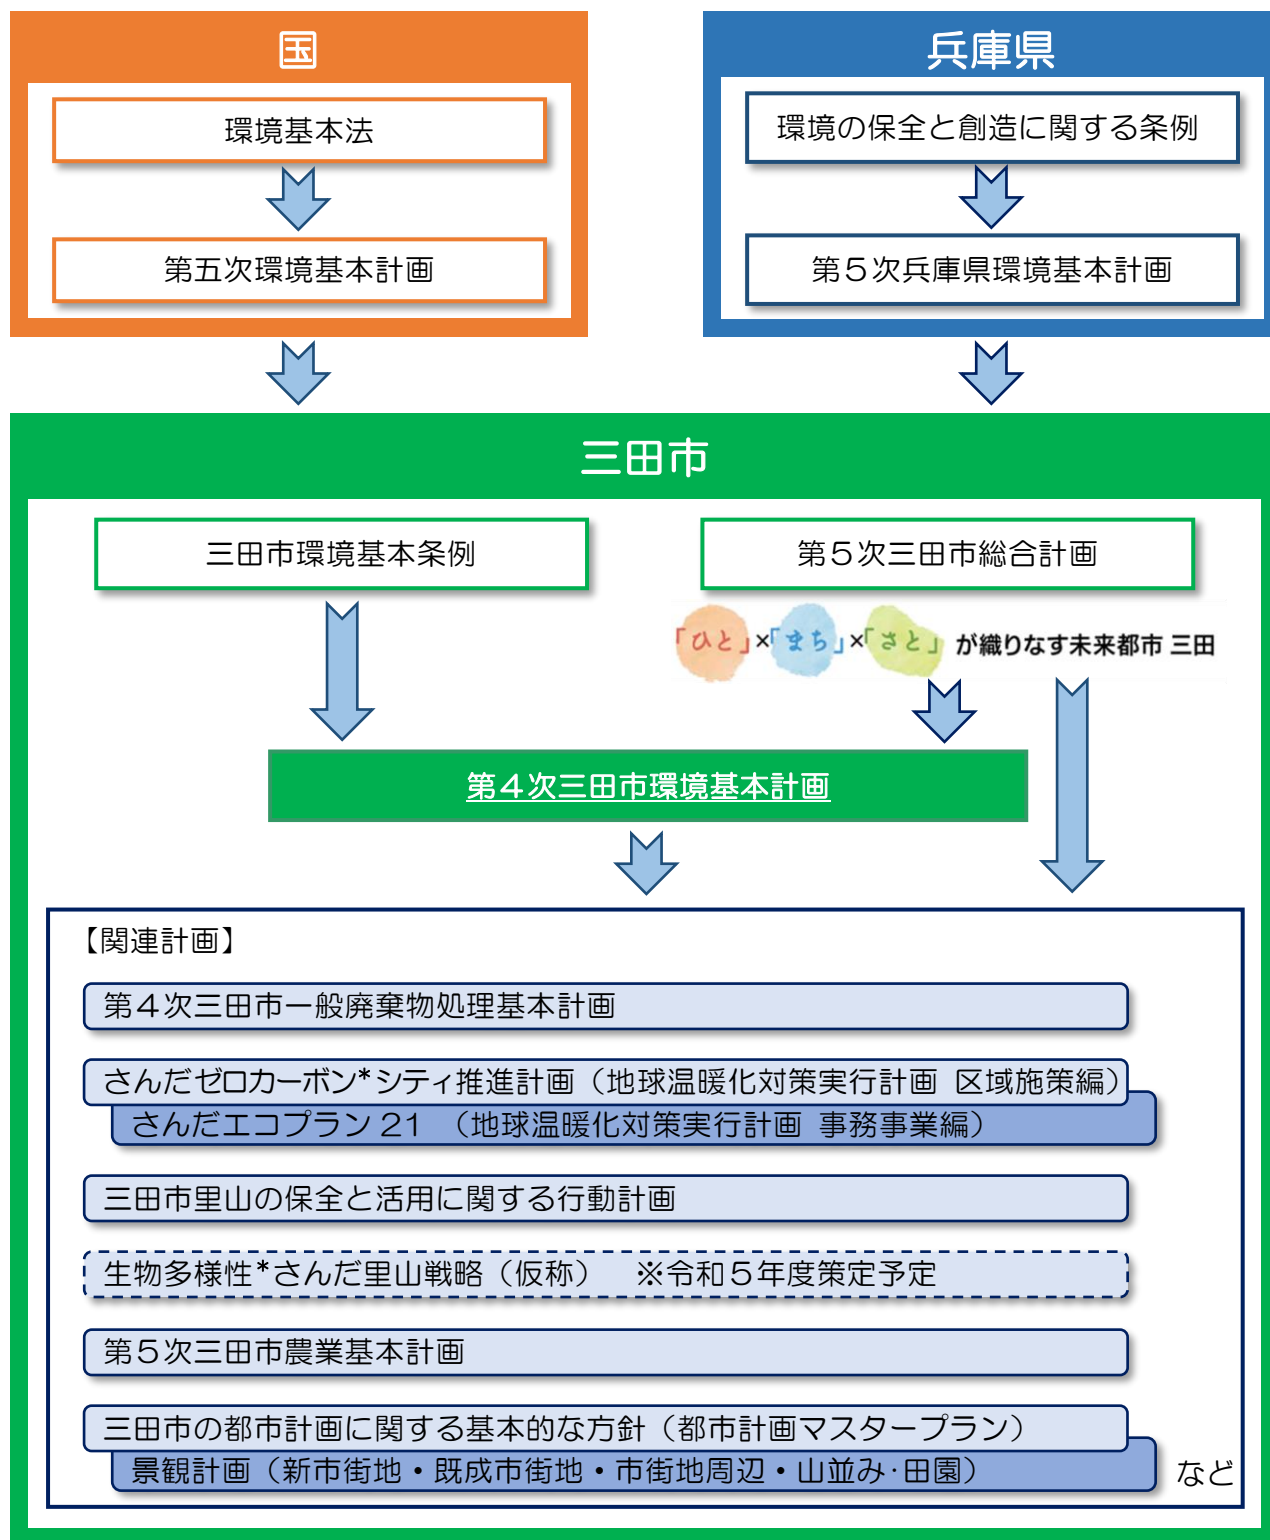 国
環境基本法
第五次環境基本計画
兵庫県
環境の保全と創造に関する条例
第5次兵庫県環境基本計画
三田市
三田市環境基本条例
第5次三田市総合計画
「ひと」×「まち」×「さと」が織りなす未来都市 三田
第4次三田市環境基本計画
【関連計画】
第4次三田市一般廃棄物処理基本計画
さんだゼロカーボン*シティ推進計画（地球温暖化対策実行計画 区域施策編）
さんだエコプラン 21 （地球温暖化対策実行計画 事務事業編）
三田市里山の保全と活用に関する行動計画
生物多様性*さんだ里山戦略（仮称）　※令和5年度策定予定
第5次三田市農業基本計画
三田市の都市計画に関する基本的な方針（都市計画マスタープラン）
景観計画（新市街地・既成市街地・市街地周辺・山並み・田園）
など